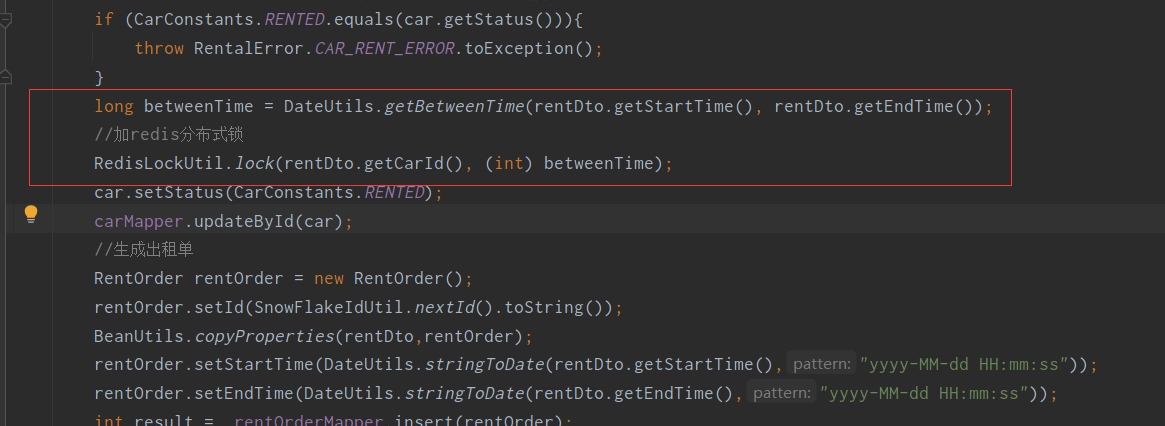 if (CarConstants.RENTED.equals(car.getStatus())){
throw RentalError.CAR_RENT_ERROR.toException();
}
long betweenTime = DateUtils.getBetweenTime(rentDto.getStartTime(), rentDto.getEndTime());
//加redis分布式锁
RedisLockUtil.lock(rentDto.getCarId(), (int) betweenTime);
car.setStatus(CarConstants.RENTED);
carMapper.updateById(car);
//生成出租单
RentOrder rentOrder = new RentOrder();
rentOrder.setId(SnowFlakeIdUtil.nextId().toString());
BeanUtils.copyProperties(rentDto,rentOrder);
rentOrder.setStartTime(DateUtils.stringToDate(rentDto.getStartTime(), pattern: "yyyy-MM-dd HH:mm:ss"));
rentOrder.setEndTime(DateUtils.stringToDate(rentDto.getEndTime(), pattern: "yyyy-MM-dd HH:mm:ss"));
int result = rentOrderMapper.insert(rentOrder);